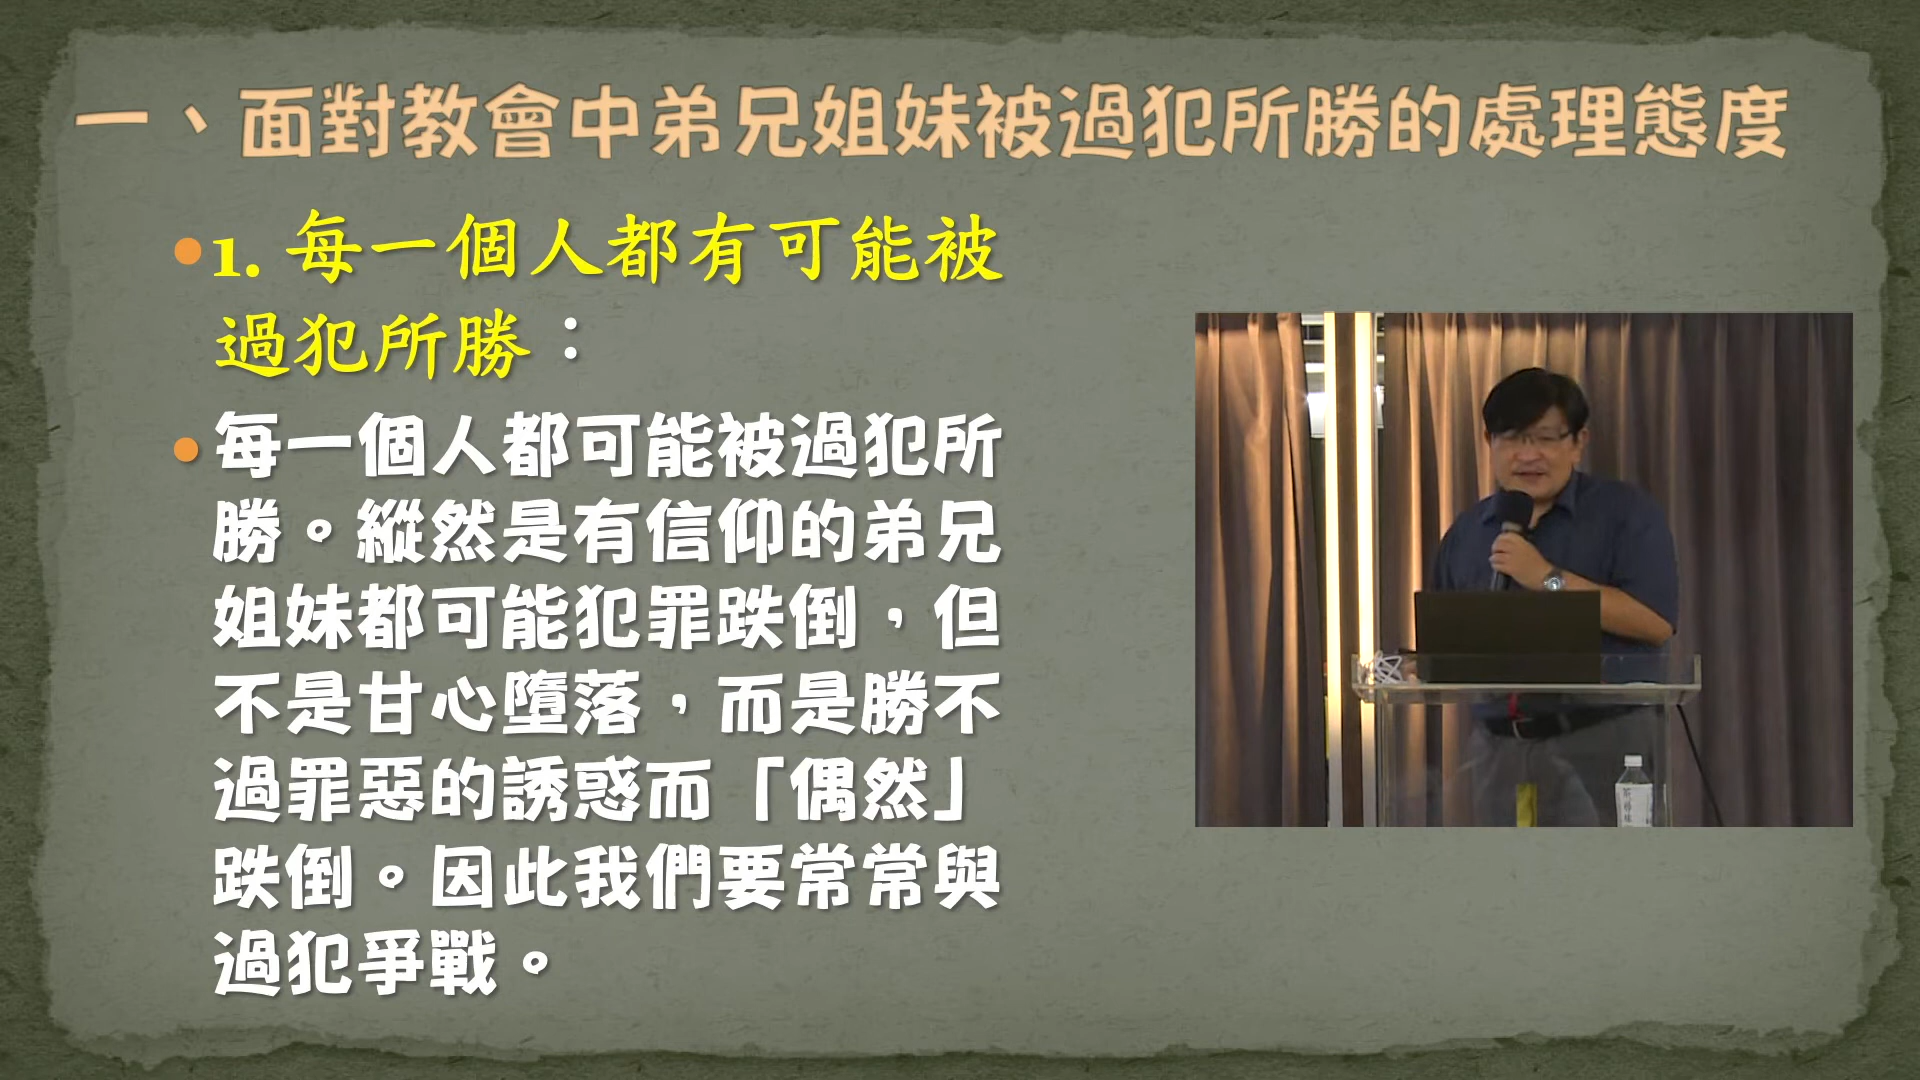 一、面對教會中弟兄姐妹被過犯所勝的處理態度
•1. 每一個人都有可能被
過犯所勝：
•每一個人都可能被過犯所
勝。縱然是有信仰的弟兄
姐妹都可能犯罪跌倒，但
不是甘心墮落，而是勝不
過罪惡的誘惑而「偶然」
跌倒。因此我們要常常與
過犯爭戰。